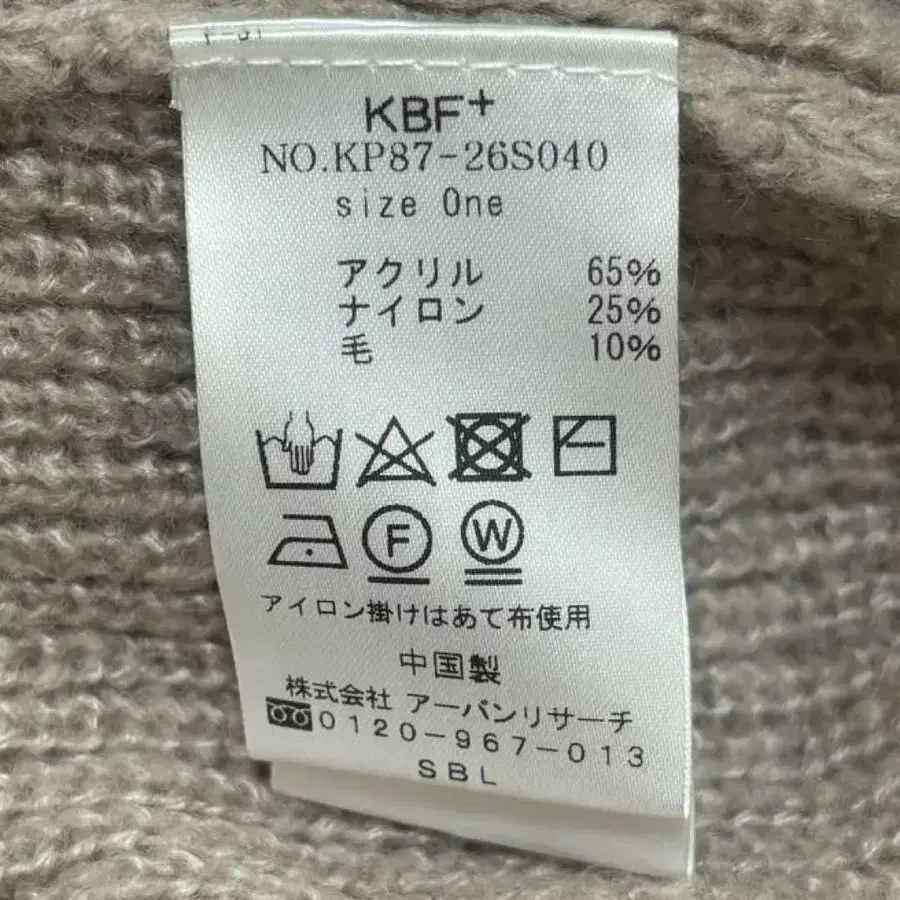 KBF+
NO.KP87-26S040
size One
アクリル 65%
ナイロン 25%
毛 10%
F W
アイロン掛けはあて布使用
中国製
株式会社 アーバンリサーチ
0120-967-013
SBL